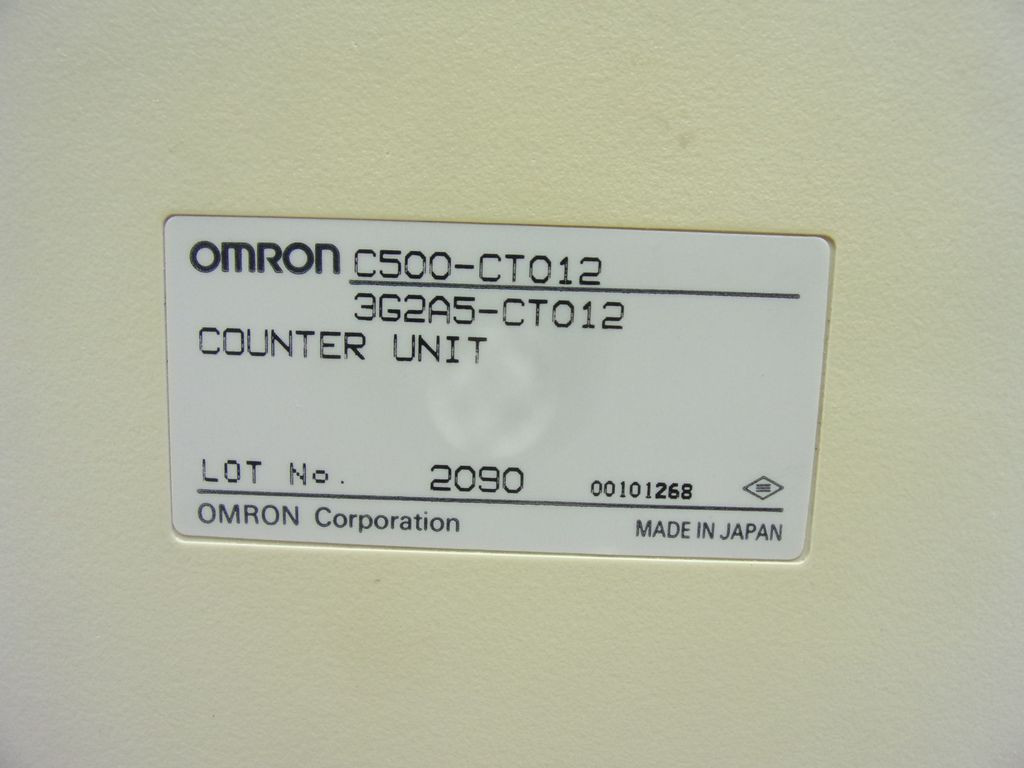 OMRON C500-CT012
3G2A5-CT012
COUNTER UNIT
LOT No. 2090 00101268
OMRON Corporation MADE IN JAPAN